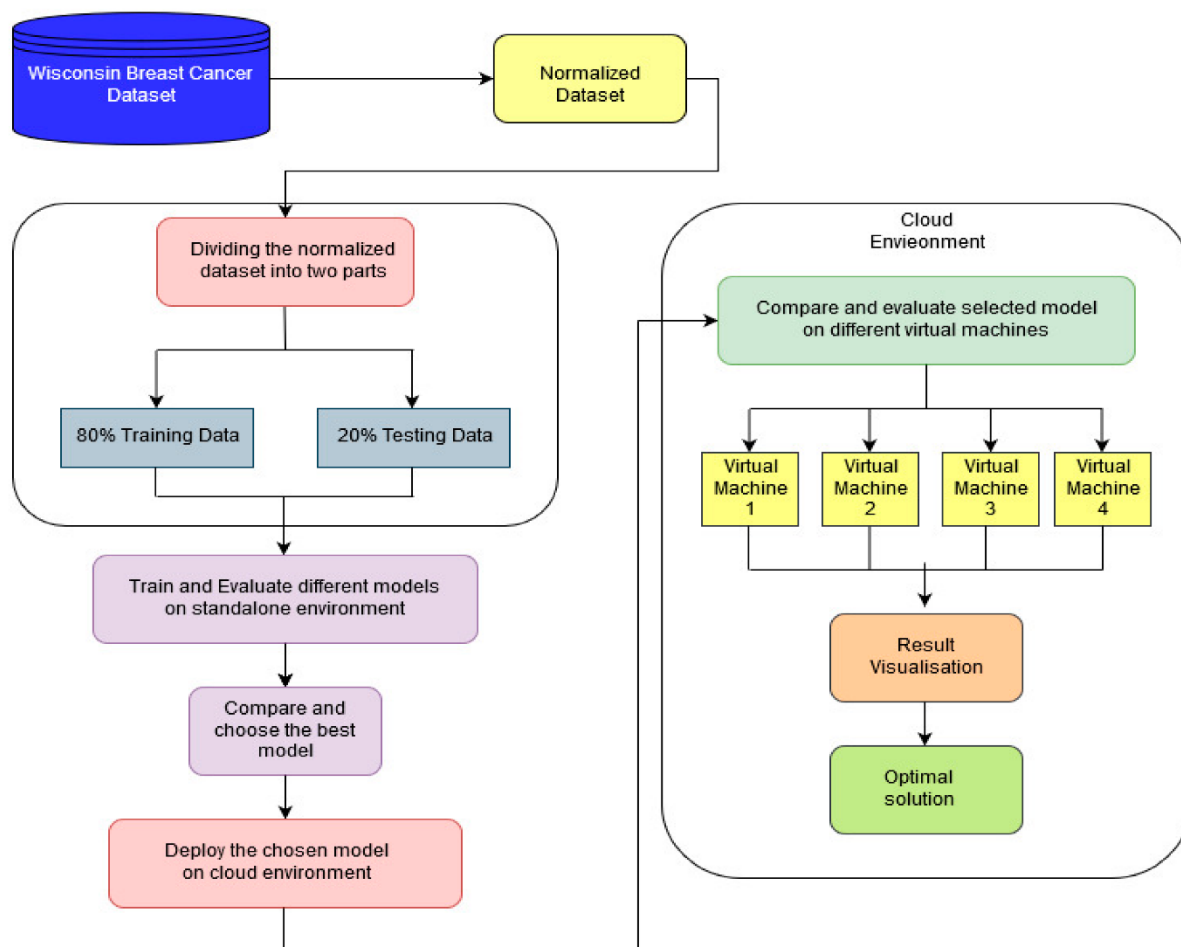 Wisconsin Breast Cancer
Dataset
Normalized
Dataset
Dividing the normalized
dataset into two parts
80% Training Data
20% Testing Data
Train and Evaluate different models
on standalone environment
Compare and
choose the best
model
Deploy the chosen model
on cloud environment
Cloud
Envieonment
Compare and evaluate selected model
on different virtual machines
Virtual
Machine
1
Virtual
Machine
2
Virtual
Machine
3
Virtual
Machine
4
Result
Visualisation
Optimal
solution